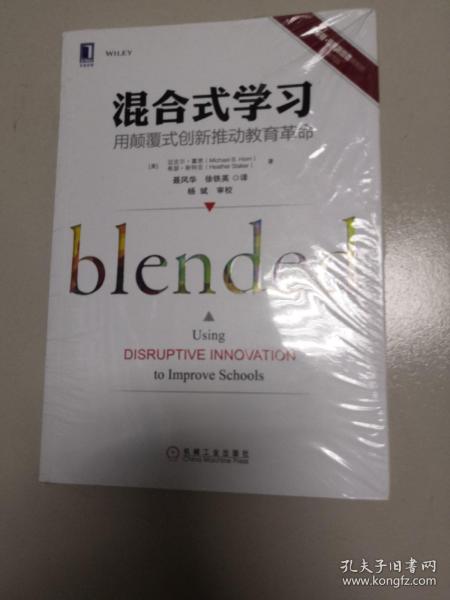 WILEY
混合式学习
用颠覆式创新推动教育革命
[美] 迈克尔·霍恩 (Michael B. Horn)
希瑟·斯特克 (Heather Staker) 著
聂风华 徐铁英 ◎译
杨斌 审校
blended
Using
DISRUPTIVE INNOVATION
to Improve Schools
机械工业出版社
China Machine Press
孔夫子旧书网
www.kongfz.com